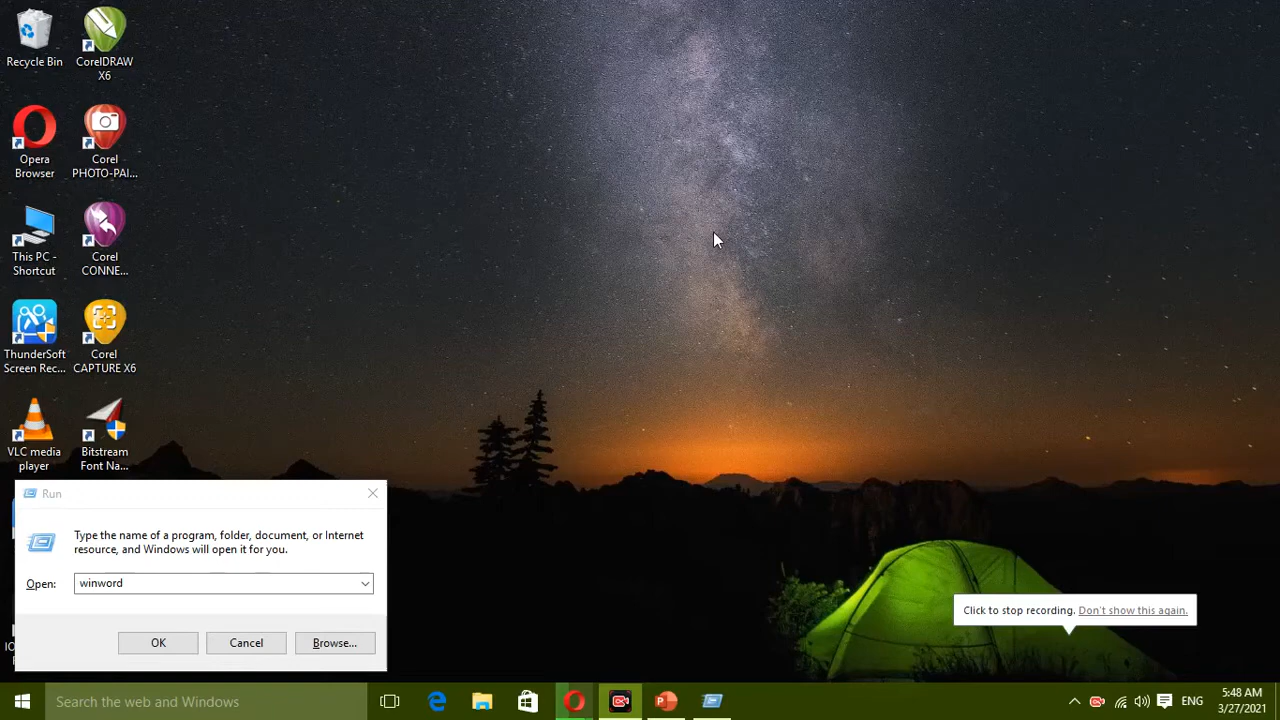 Recycle Bin
CorelDRAW
X6
Opera
Browser
Corel
PHOTO-PAI...
This PC -
Shortcut
Corel
CONNE...
ThunderSoft
Screen Rec...
Corel
CAPTURE X6
VLC media
player
Bitstream
Font Na...
Run
Type the name of a program, folder, document, or Internet
resource, and Windows will open it for you.
Open:
winword
OK
Cancel
Browse...
Click to stop recording. Don't show this again.
Search the web and Windows
ENG
5:48 AM
3/27/2021